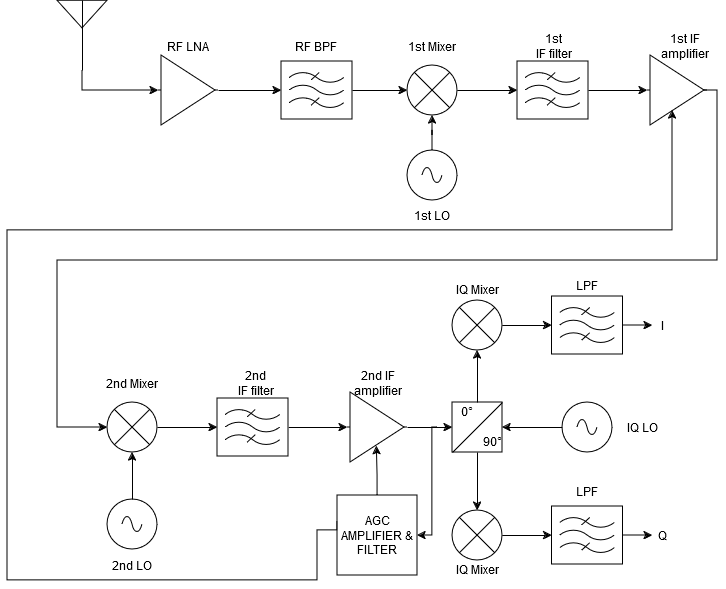 RF LNA
RF BPF
1st Mixer
1st
IF filter
1st IF
amplifier
1st LO
IQ Mixer
LPF
I
2nd Mixer
2nd
IF filter
2nd IF
amplifier
0°
90°
IQ LO
2nd LO
AGC
AMPLIFIER &
FILTER
LPF
Q
IQ Mixer